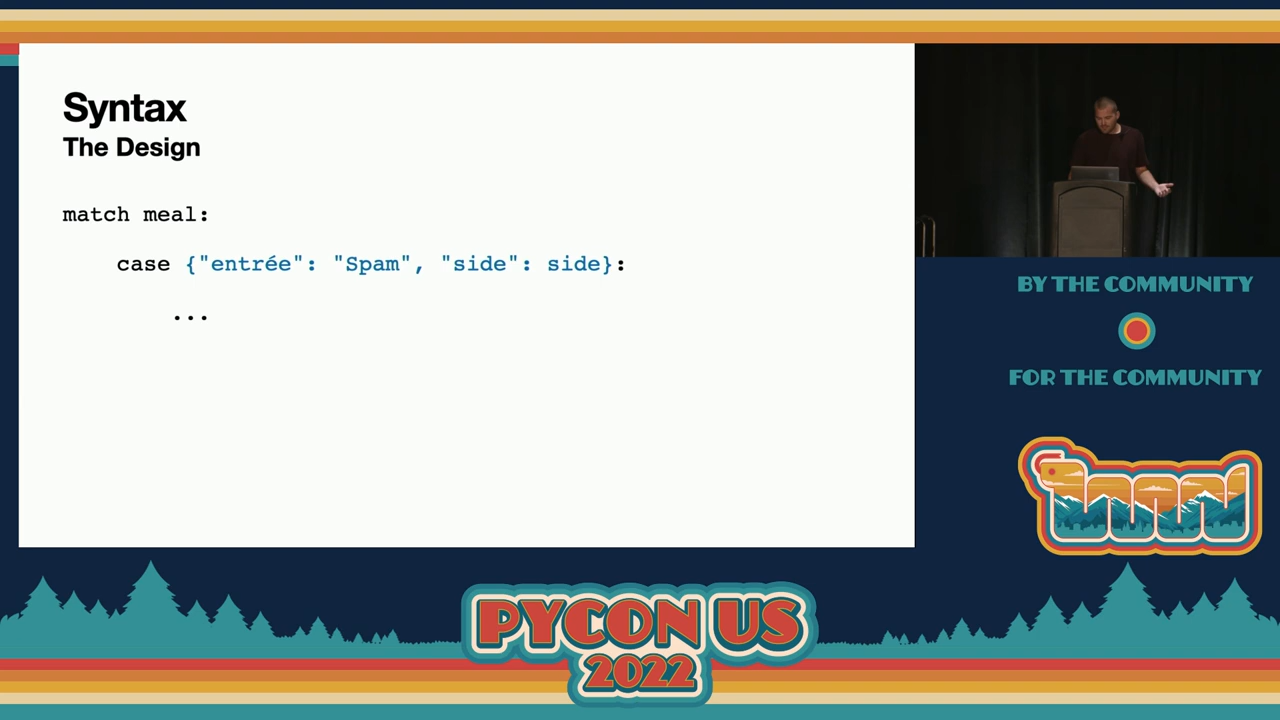 Syntax
The Design
match meal:
case {"entrée": "Spam", "side": side}:
...
BY THE COMMUNITY
FOR THE COMMUNITY
PYCON US
2022